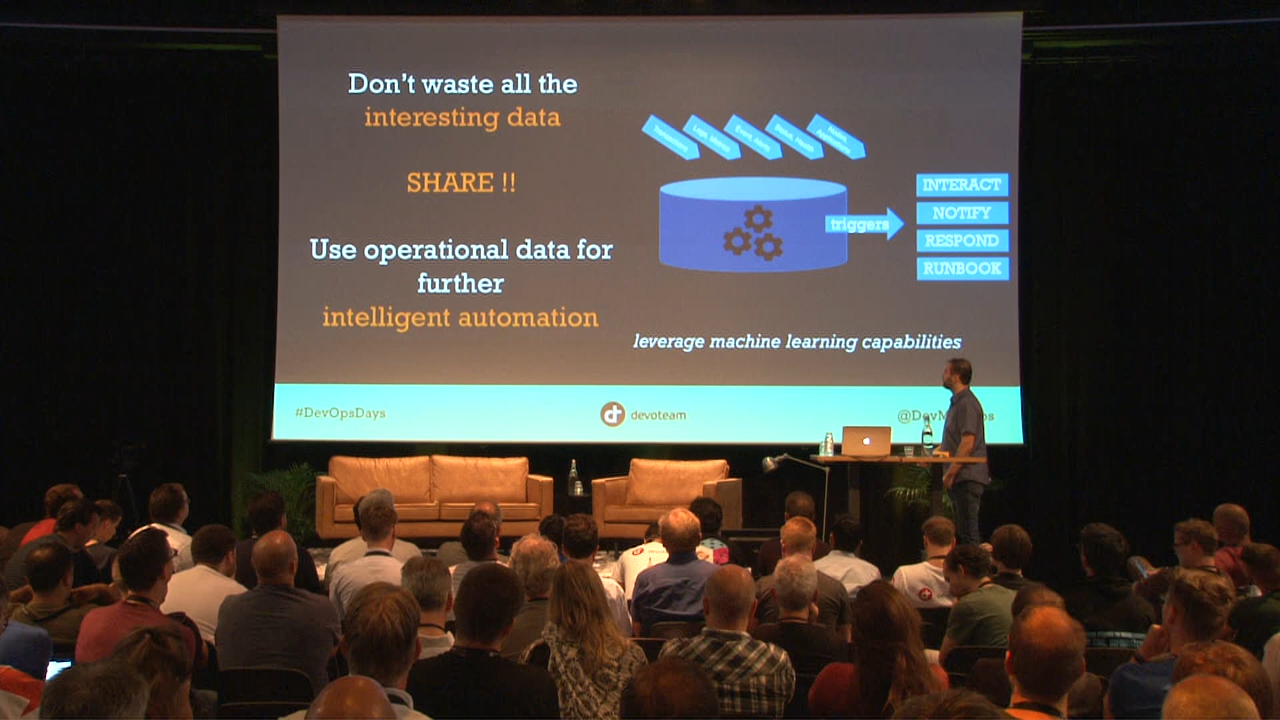 Don't waste all the
interesting data
SHARE !!
Use operational data for
further
intelligent automation
triggers
INTERACT
NOTIFY
RESPOND
RUNBOOK
leverage machine learning capabilities
#DevOpsDays
devoteam